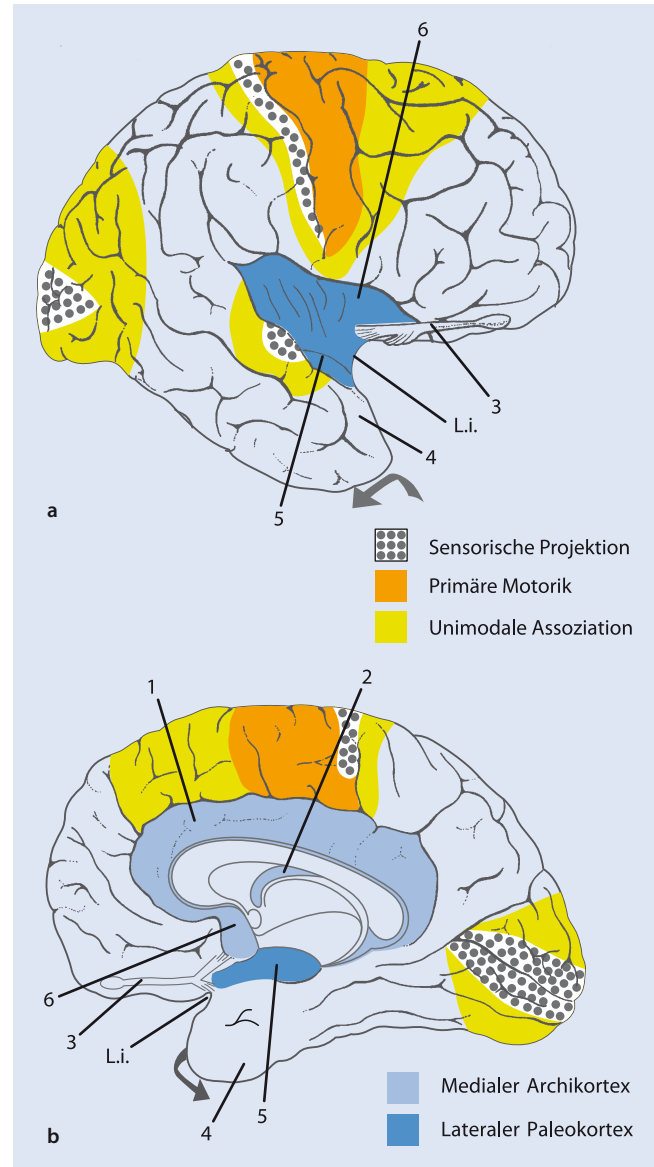 6
3
L.i.
4
5
a
Sensorische Projektion
Primäre Motorik
Unimodale Assoziation
1
2
6
3
L.i.
4
5
Medialer Archikortex
Lateraler Paleokortex
b